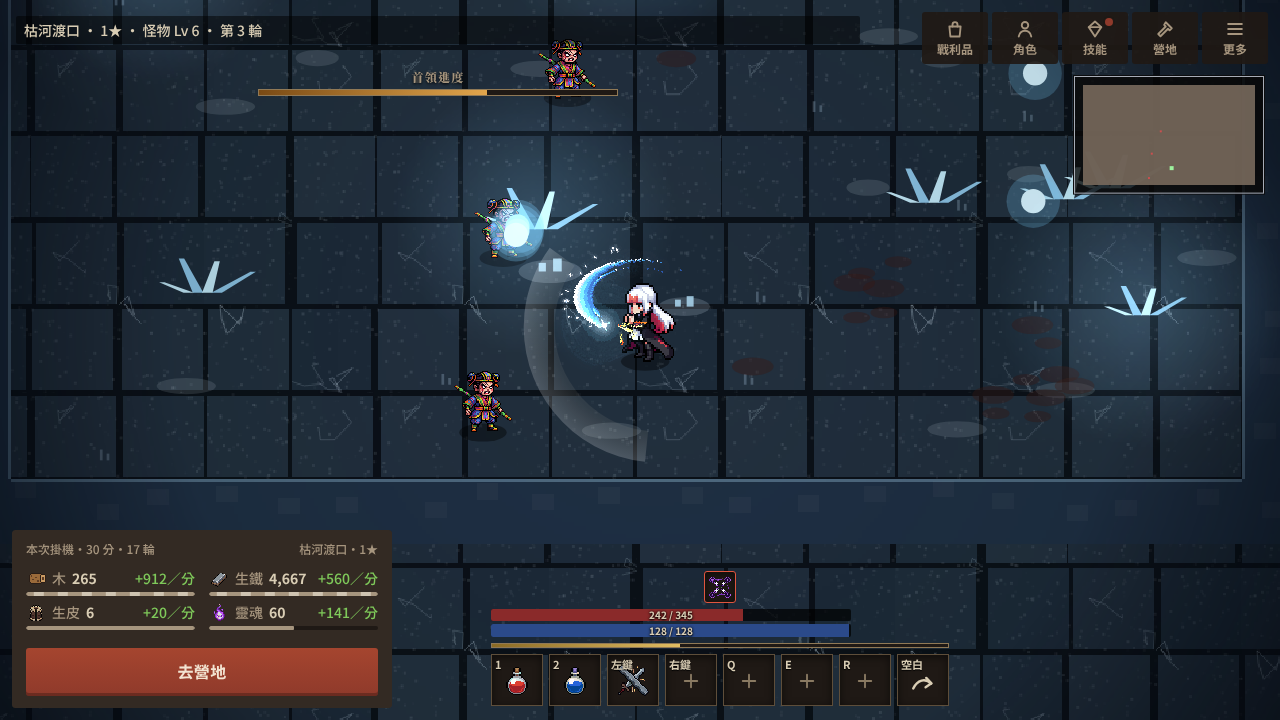 枯河渡口 · 1★ · 怪物 Lv 6 · 第 3 輪
戰利品
角色
技能
營地
更多
首領進度
本次掛機·30 分·17 輪
枯河渡口·1★
木 265 +912／分
生鐵 4,667 +560／分
生皮 6 +20／分
靈魂 60 +141／分
去營地
242 / 345
128 / 128
1
2
左鍵
右鍵
Q
E
R
空白